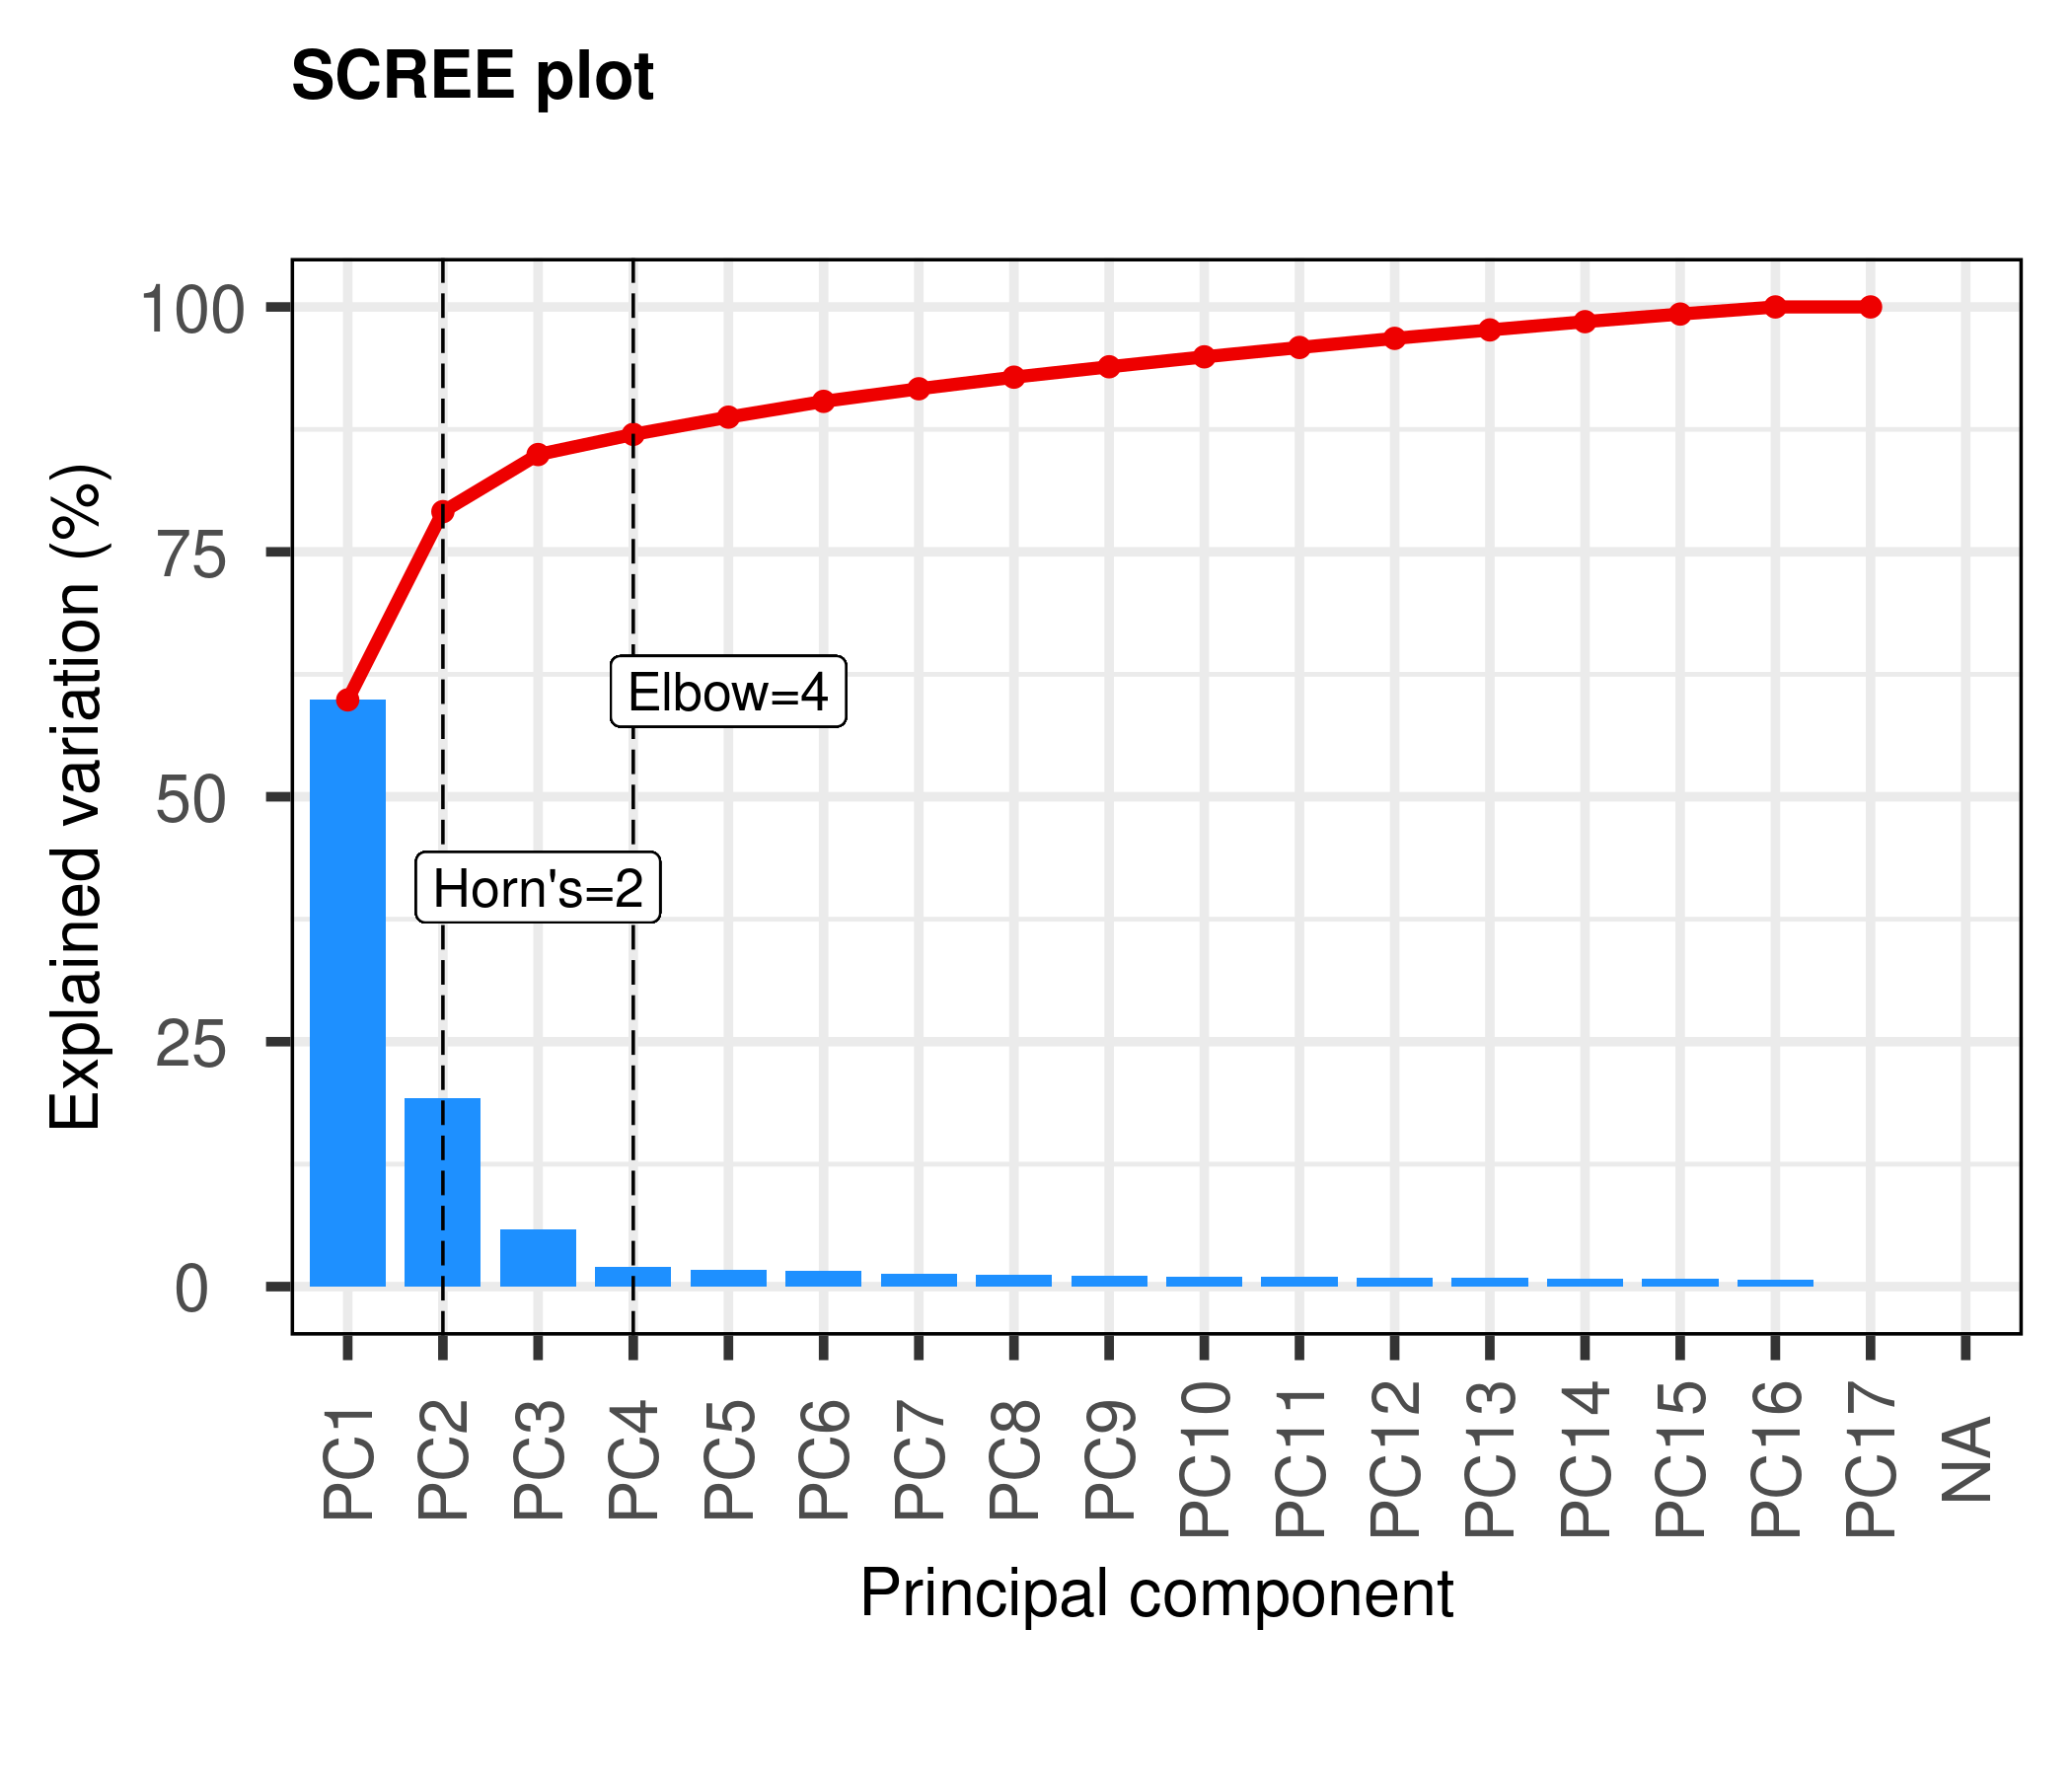 SCREE plot
Explained variation (%)
100
75
50
25
0
Elbow=4
Horn's=2
PC1
PC2
PC3
PC4
PC5
PC6
PC7
PC8
PC9
PC10
PC11
PC12
PC13
PC14
PC15
PC16
PC17
NA
Principal component